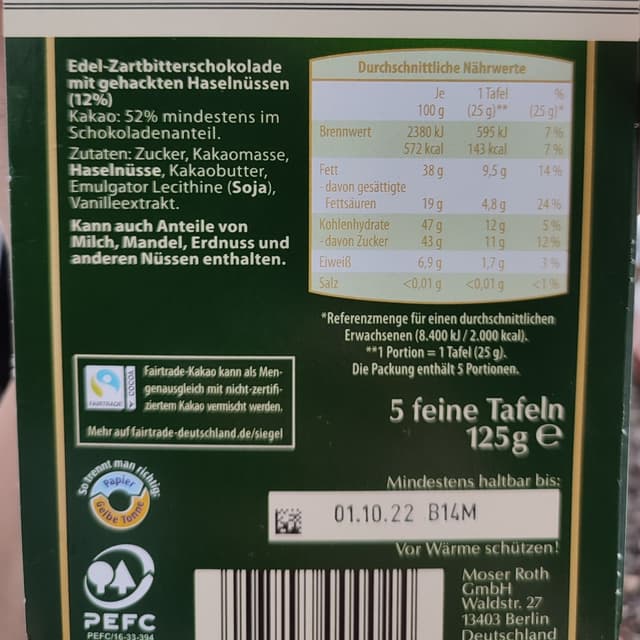 Edel-Zartbitterschokolade
mit gehackten Haselnüssen
(12%)
Kakao: 52% mindestens im
Schokoladenanteil.
Zutaten: Zucker, Kakaomasse,
Haselnüsse, Kakaobutter,
Emulgator Lecithine (Soja),
Vanilleextrakt.
Kann auch Anteile von
Milch, Mandel, Erdnuss und
anderen Nüssen enthalten.
Durchschnittliche Nährwerte
Je 1 Tafel %
100 g (25 g)** (25 g)*
Brennwert 2380 kJ 595 kJ 7 %
572 kcal 143 kcal 7 %
Fett 38 g 9,5 g 14 %
- davon gesättigte
Fettsäuren 19 g 4,8 g 24 %
Kohlenhydrate 47 g 12 g 5 %
- davon Zucker 43 g 11 g 12 %
Eiweiß 6,9 g 1,7 g 3 %
Salz <0,01 g <0,01 g <1 %
*Referenzmenge für einen durchschnittlichen
Erwachsenen (8.400 kJ / 2.000 kcal).
**1 Portion = 1 Tafel (25 g).
Die Packung enthält 5 Portionen.
FAIRTRADE
COCOA
Fairtrade-Kakao kann als Men-
genausgleich mit nicht-zertifi-
ziertem Kakao vermischt werden.
Mehr auf fairtrade-deutschland.de/siegel
5 feine Tafeln
125g e
So trennt man richtig:
Papier
Gelbe Tonne
Mindestens haltbar bis:
01.10.22 B14M
Vor Wärme schützen!
PEFC
PEFC/16-33-394
Moser Roth
GmbH
Waldstr. 27
13403 Berlin
Deutschland